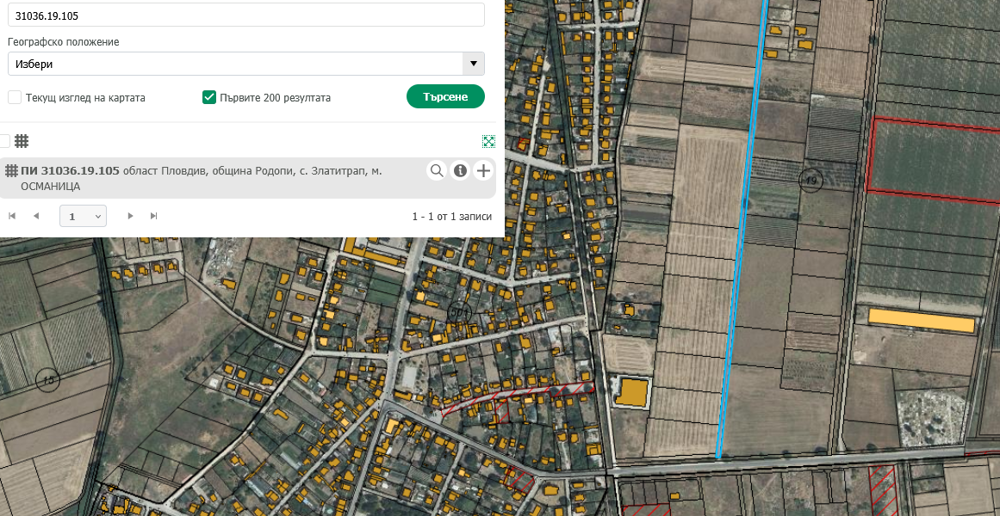 31036.19.105
Географско положение
Избери
Текущ изглед на картата
Първите 200 резултата
Търсене
ПИ 31036.19.105 област Пловдив, община Родопи, с. Златитрап, м.
ОСМАНИЦА
1
1 - 1 от 1 записи
19
15